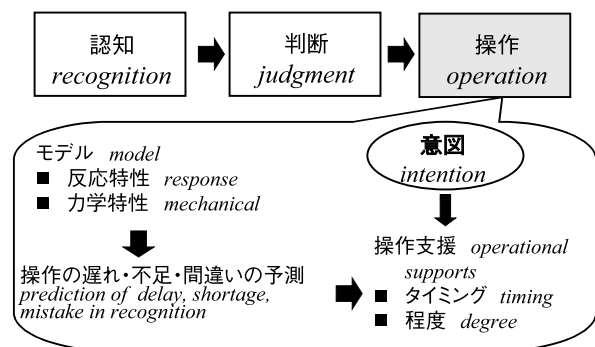 認知
recognition
判断
judgment
操作
operation
モデル model
■ 反応特性 response
■ 力学特性 mechanical
意図
intention
操作の遅れ・不足・間違いの予測
prediction of delay, shortage,
mistake in recognition
操作支援 operational
supports
■ タイミング timing
■ 程度 degree